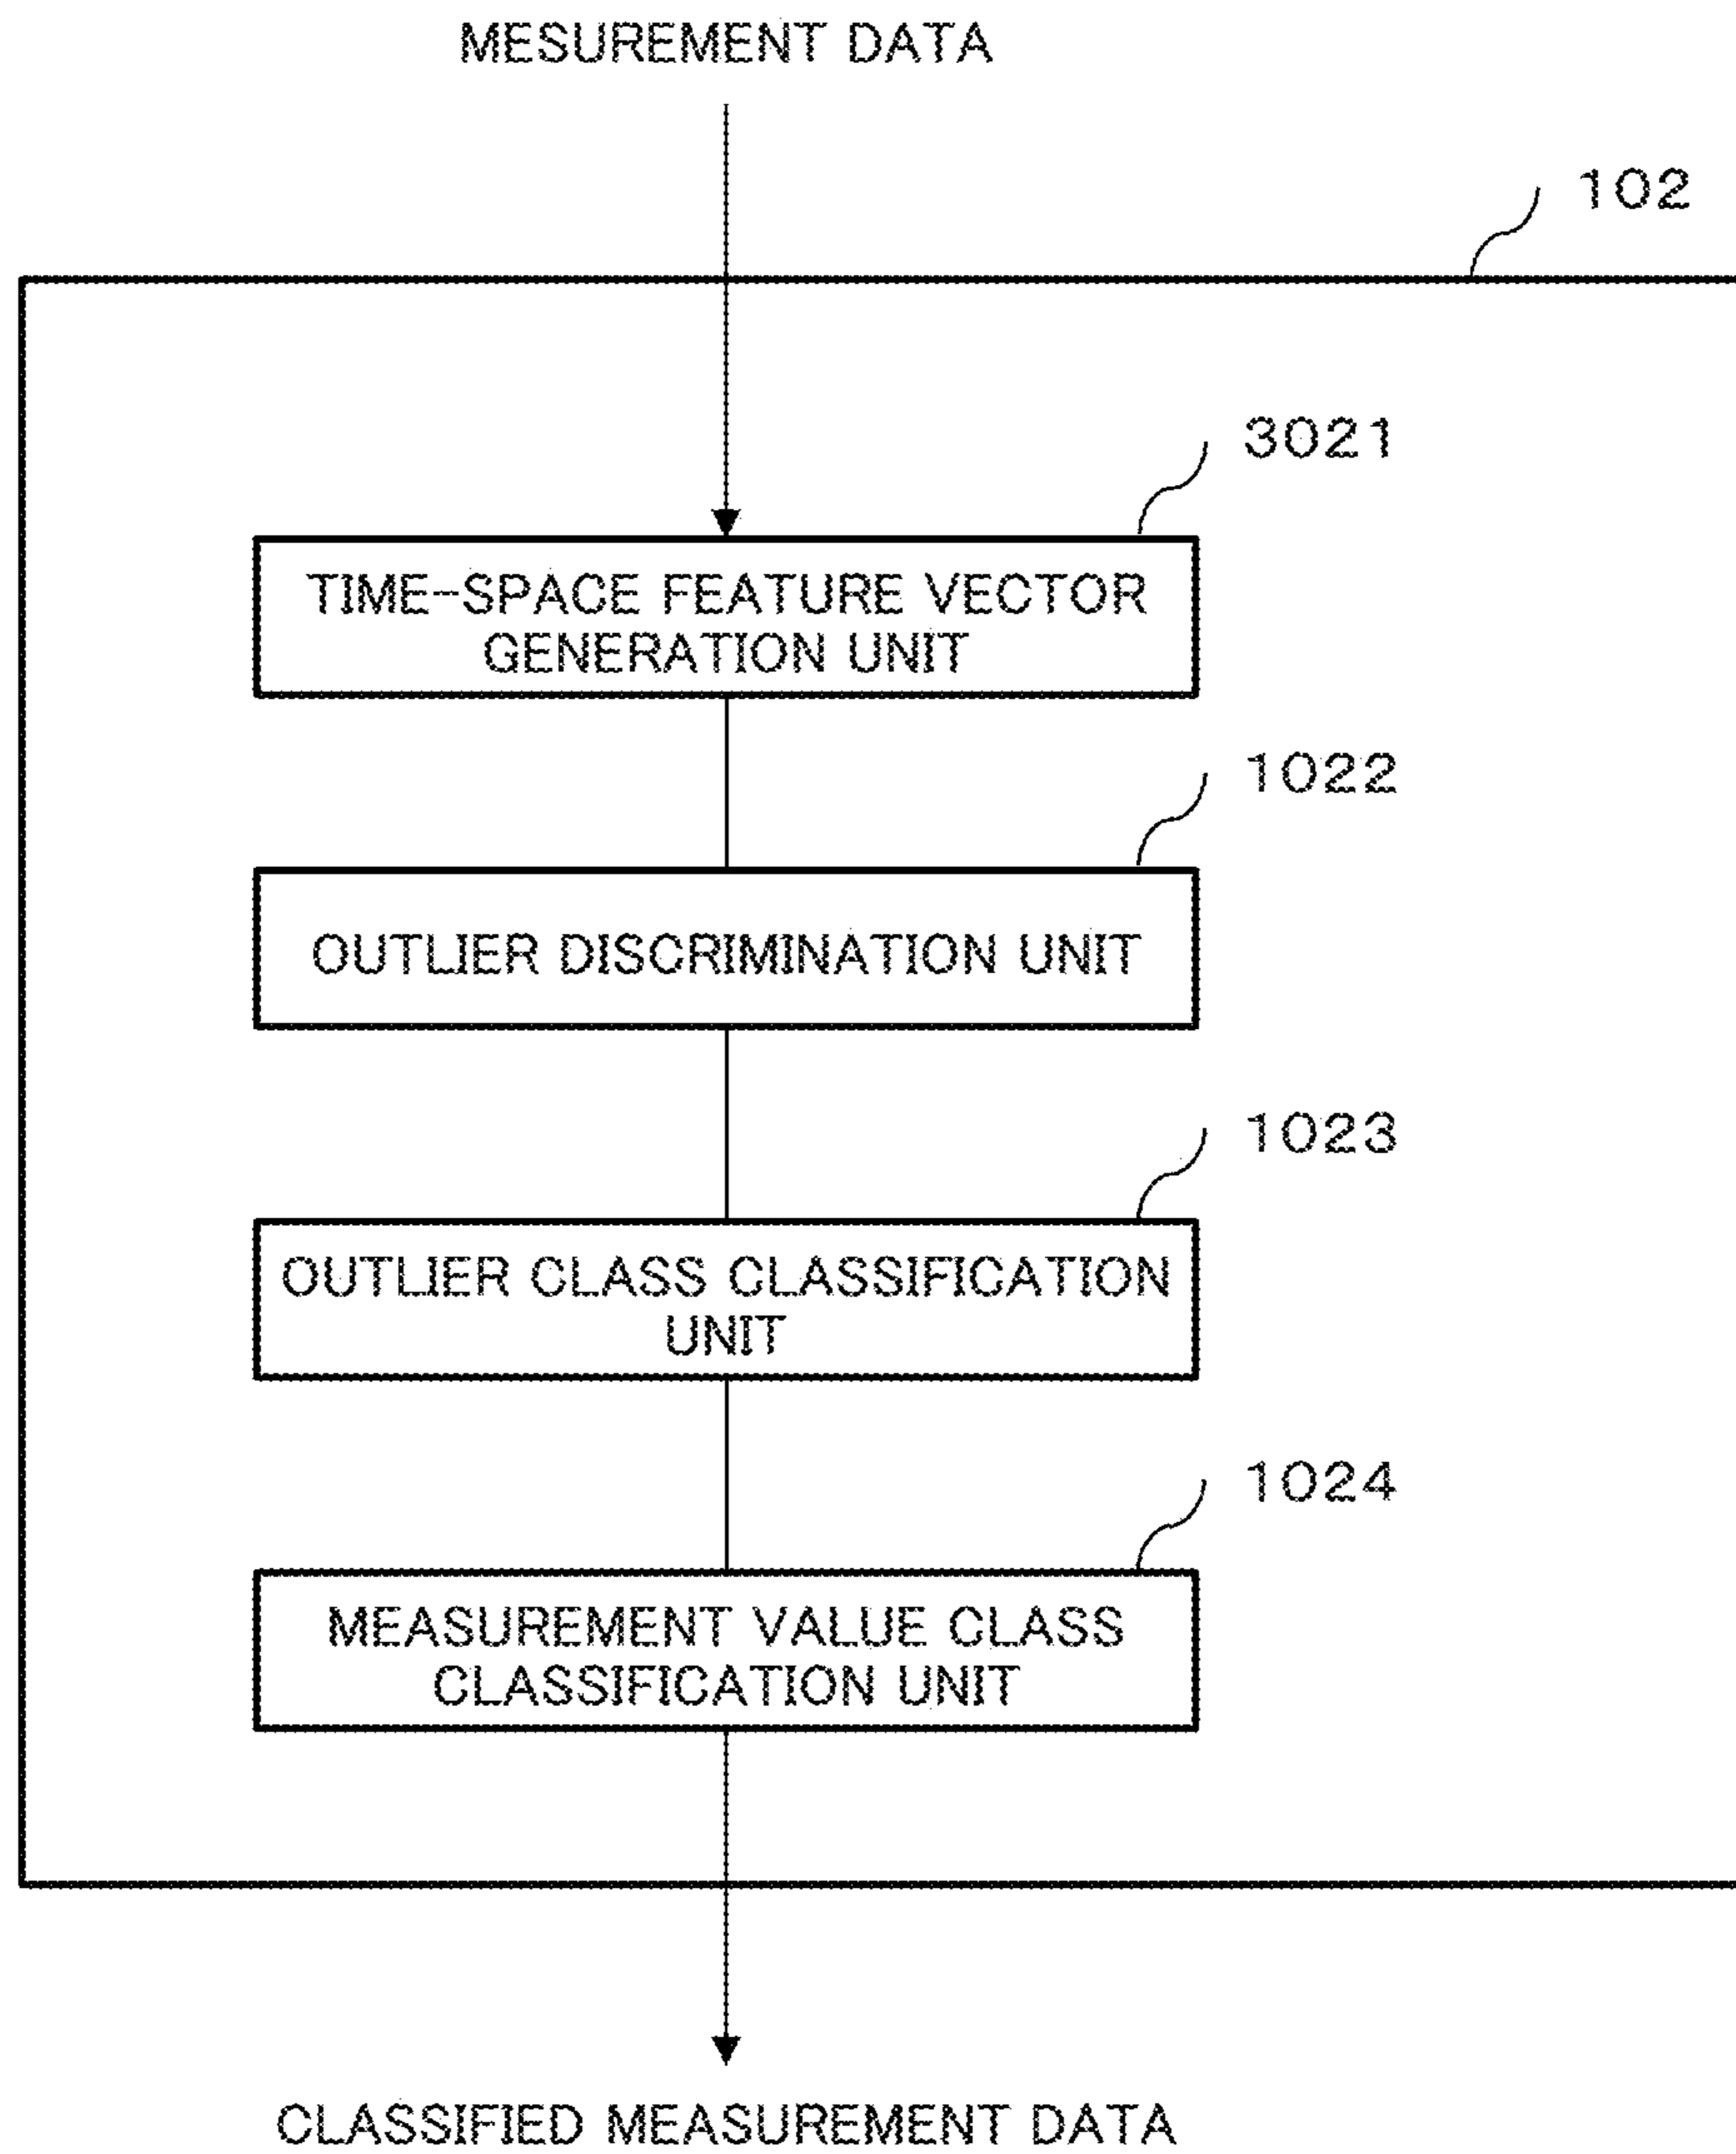 MESUREMENT DATA
102
3021
TIME-SPACE FEATURE VECTOR
GENERATION UNIT
1022
OUTLIER DISCRIMINATION UNIT
1023
OUTLIER CLASS CLASSIFICATION
UNIT
1024
MEASUREMENT VALUE CLASS
CLASSIFICATION UNIT
CLASSIFIED MEASUREMENT DATA